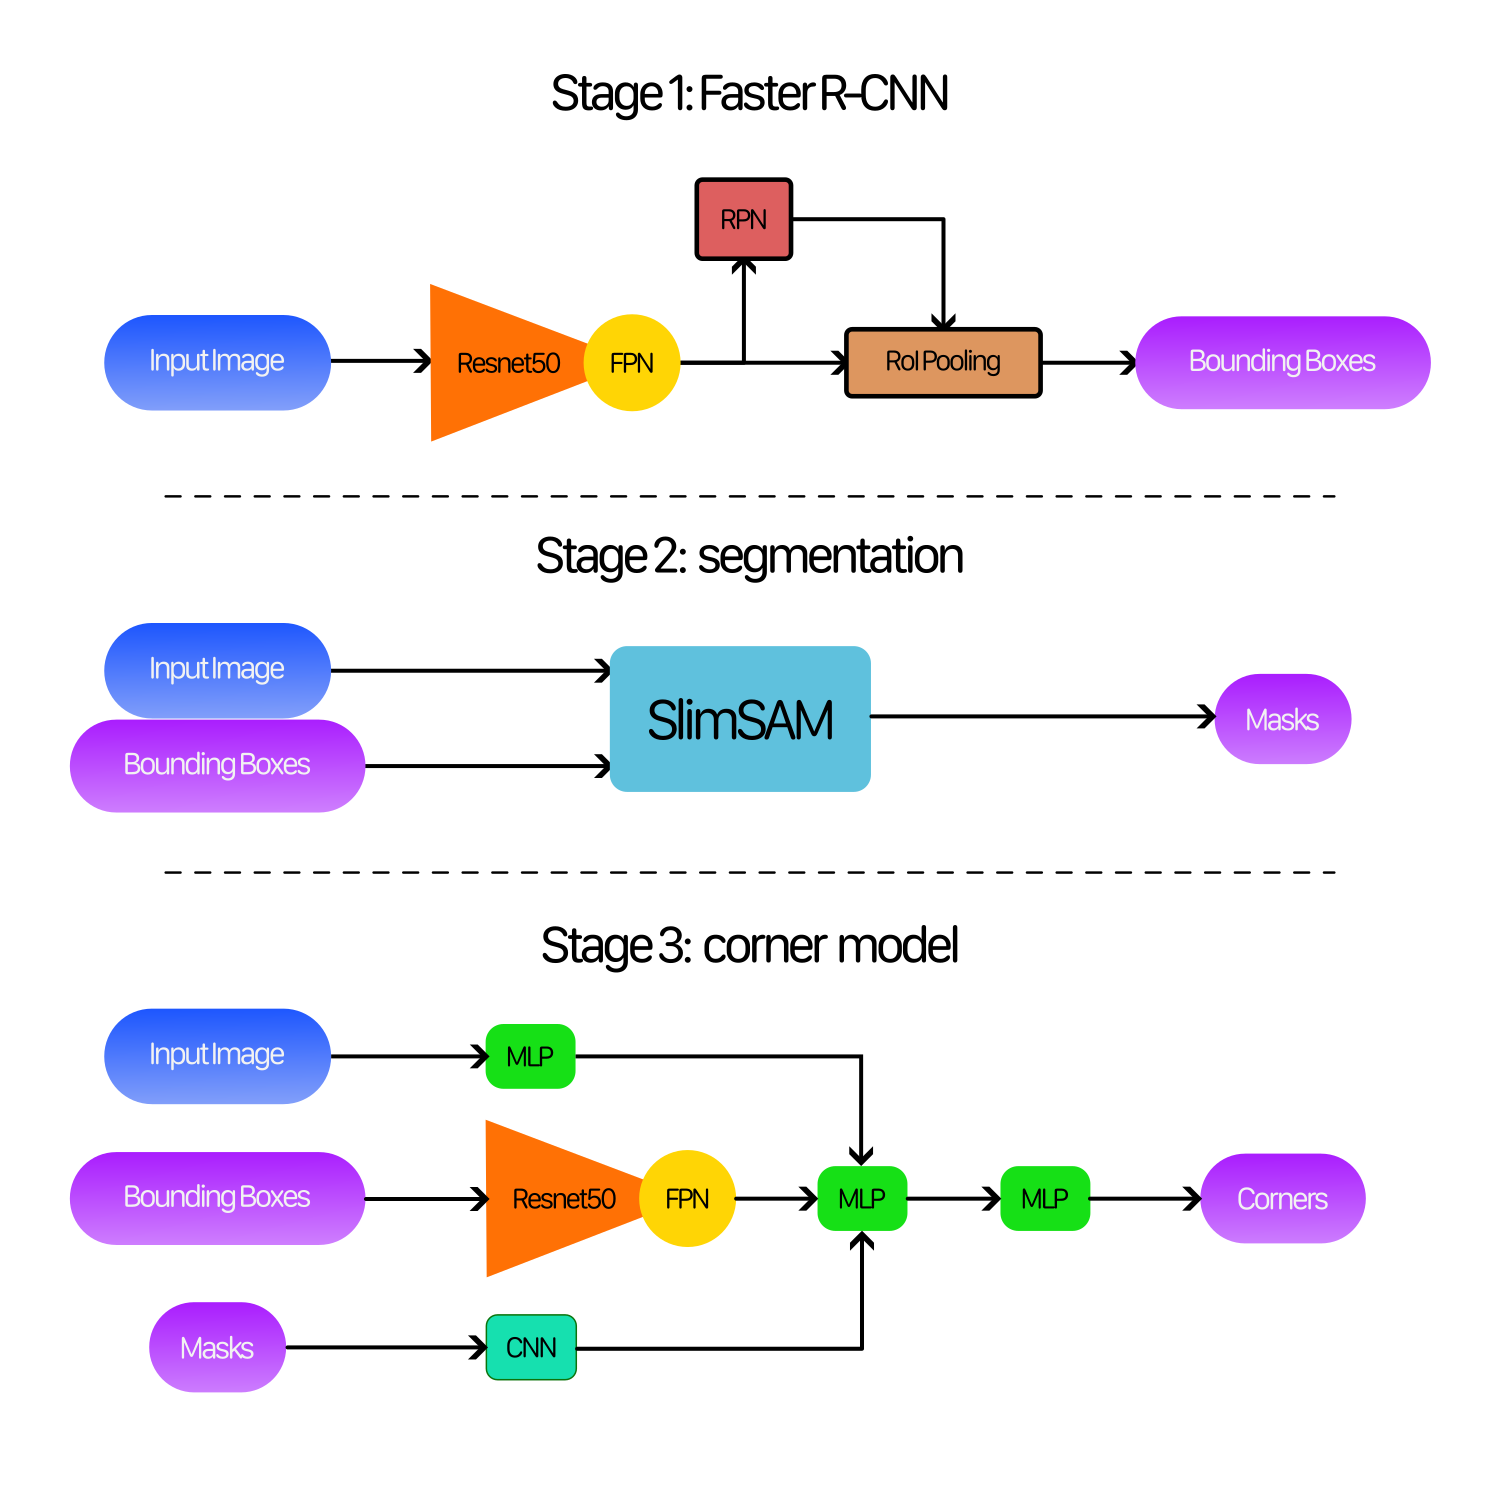 Stage 1: Faster R-CNN
RPN
Input Image
Resnet50
FPN
RoI Pooling
Bounding Boxes
Stage 2: segmentation
Input Image
Bounding Boxes
SlimSAM
Masks
Stage 3: corner model
Input Image
MLP
Bounding Boxes
Resnet50
FPN
MLP
MLP
Corners
Masks
CNN